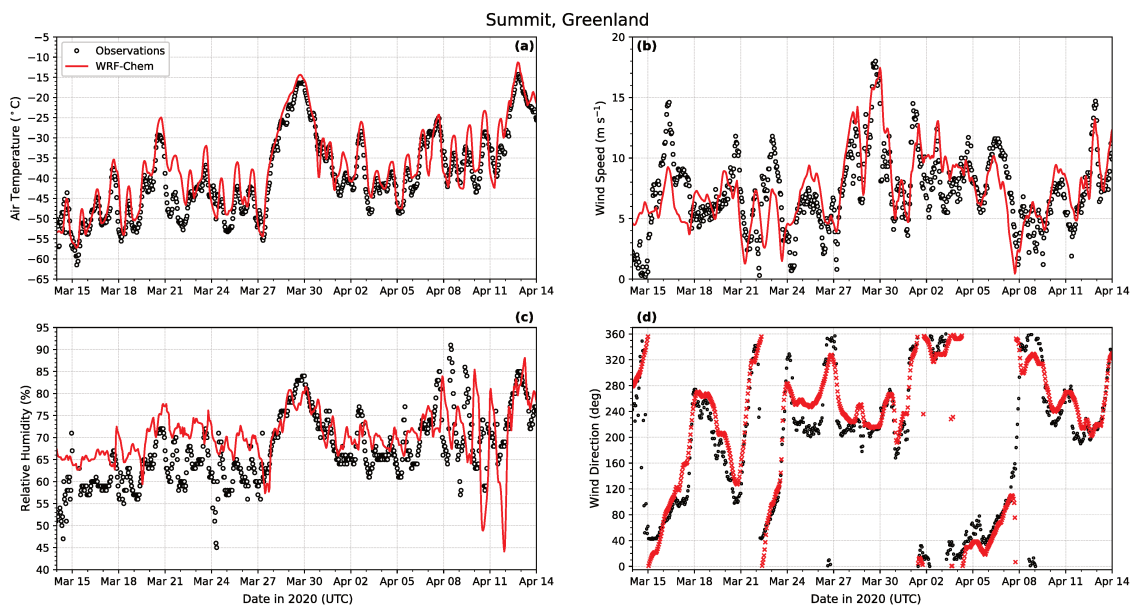 Summit, Greenland
(a)
Observations
WRF-Chem
Air Temperature (°C)
−5
−10
−15
−20
−25
−30
−35
−40
−45
−50
−55
−60
−65
Mar 15 Mar 18 Mar 21 Mar 24 Mar 27 Mar 30 Apr 02 Apr 05 Apr 08 Apr 11 Apr 14
(b)
Wind Speed (m s−1)
20
15
10
5
0
Mar 15 Mar 18 Mar 21 Mar 24 Mar 27 Mar 30 Apr 02 Apr 05 Apr 08 Apr 11 Apr 14
(c)
Relative Humidity (%)
95
90
85
80
75
70
65
60
55
50
45
40
Mar 15 Mar 18 Mar 21 Mar 24 Mar 27 Mar 30 Apr 02 Apr 05 Apr 08 Apr 11 Apr 14
Date in 2020 (UTC)
(d)
Wind Direction (deg)
360
320
280
240
200
160
120
80
40
0
Mar 15 Mar 18 Mar 21 Mar 24 Mar 27 Mar 30 Apr 02 Apr 05 Apr 08 Apr 11 Apr 14
Date in 2020 (UTC)